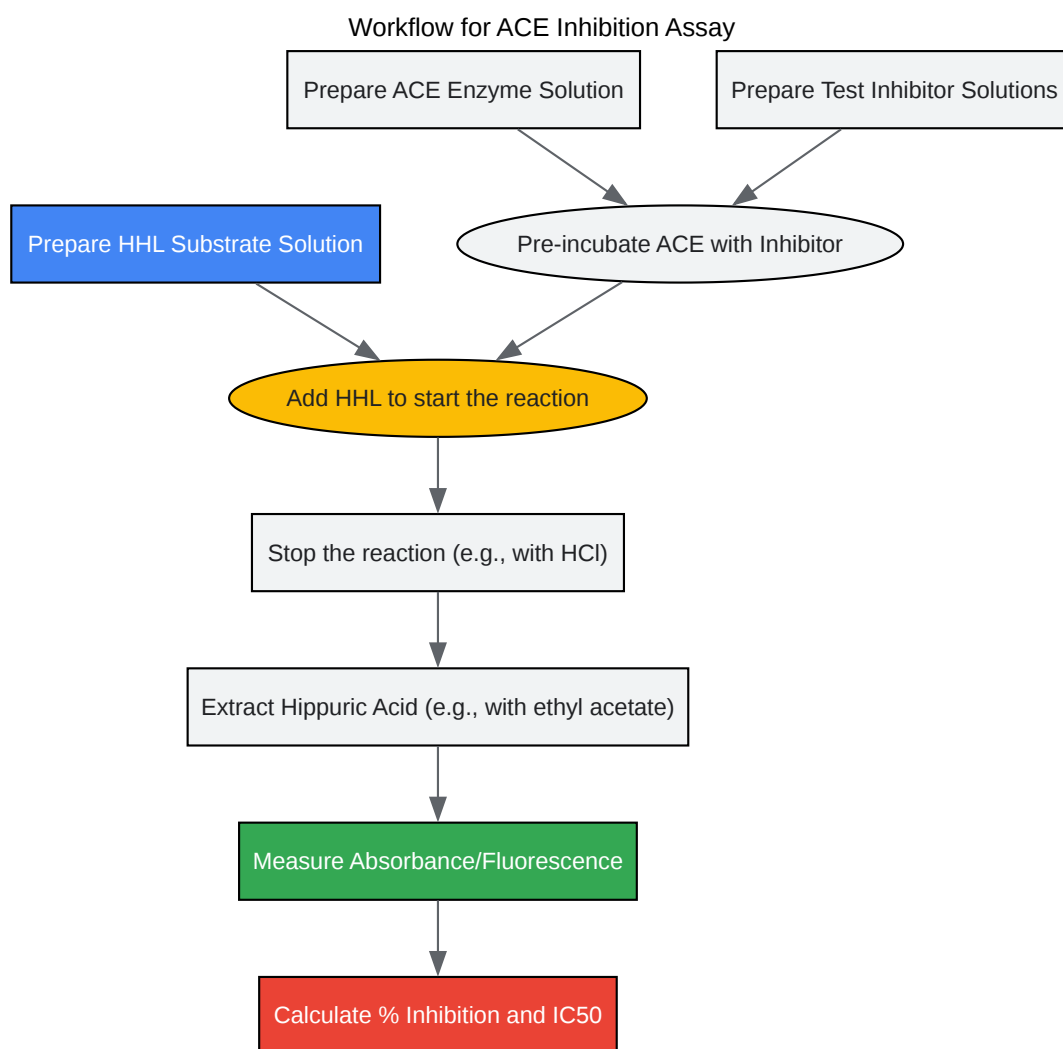 Workflow for ACE Inhibition Assay
Prepare ACE Enzyme Solution
Prepare Test Inhibitor Solutions
Prepare HHL Substrate Solution
Pre-incubate ACE with Inhibitor
Add HHL to start the reaction
Stop the reaction (e.g., with HCl)
Extract Hippuric Acid (e.g., with ethyl acetate)
Measure Absorbance/Fluorescence
Calculate % Inhibition and IC50